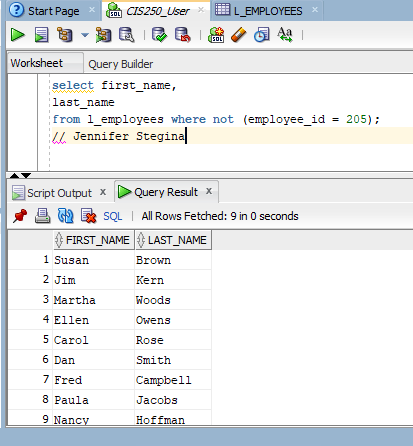 Start Page CIS250_User L_EMPLOYEES
SQL Aa
Worksheet Query Builder
select first_name,
last_name
from l_employees where not (employee_id = 205);
// Jennifer Stegina
Script Output x Query Result x
SQL | All Rows Fetched: 9 in 0 seconds
FIRST_NAME LAST_NAME
1 Susan Brown
2 Jim Kern
3 Martha Woods
4 Ellen Owens
5 Carol Rose
6 Dan Smith
7 Fred Campbell
8 Paula Jacobs
9 Nancy Hoffman